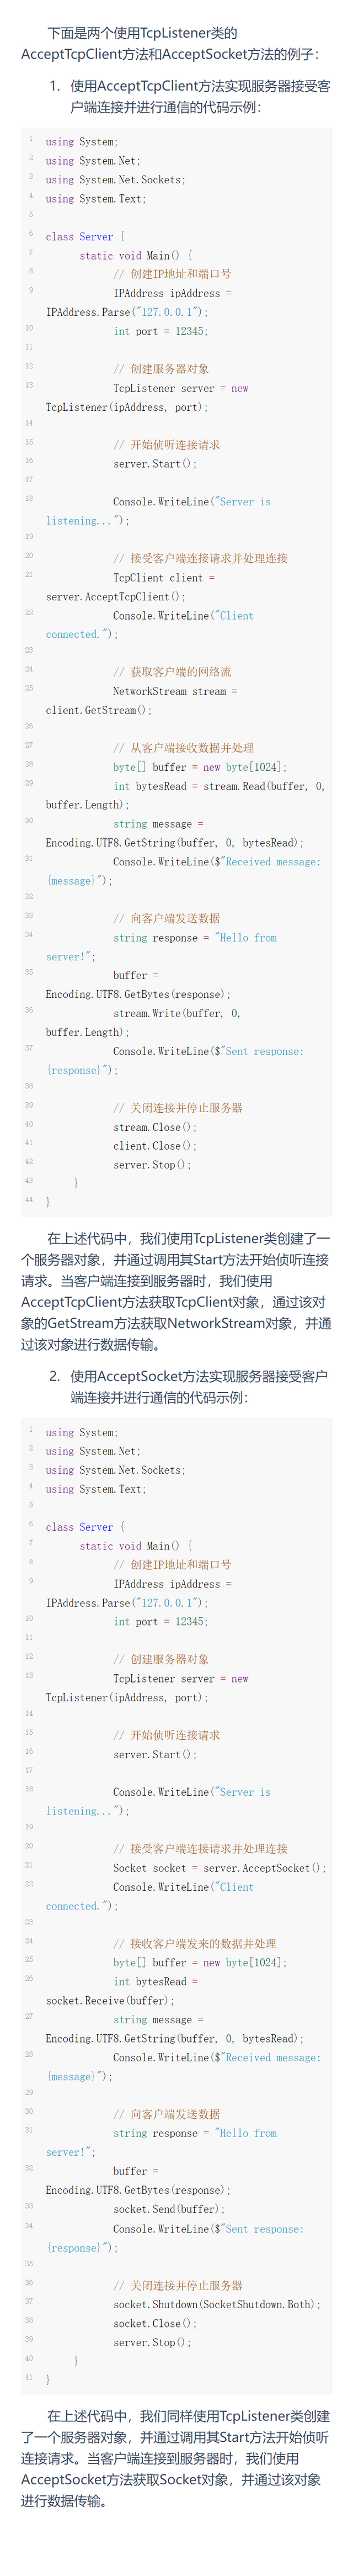 下面是两个使用TcpListener类的
AcceptTcpClient方法和AcceptSocket方法的例子：
1. 使用AcceptTcpClient方法实现服务器接受客
户端连接并进行通信的代码示例：
1 using System;
2 using System.Net;
3 using System.Net.Sockets;
4 using System.Text;
5
6 class Server {
7 static void Main() {
8 // 创建IP地址和端口号
9 IPAddress ipAddress =
IPAddress.Parse("127.0.0.1");
10 int port = 12345;
11
12 // 创建服务器对象
13 TcpListener server = new
TcpListener(ipAddress, port);
14
15 // 开始侦听连接请求
16 server.Start();
17
18 Console.WriteLine("Server is
listening...");
19
20 // 接受客户端连接请求并处理连接
21 TcpClient client =
server.AcceptTcpClient();
22 Console.WriteLine("Client
connected.");
23
24 // 获取客户端的网络流
25 NetworkStream stream =
client.GetStream();
26
27 // 从客户端接收数据并处理
28 byte[] buffer = new byte[1024];
29 int bytesRead = stream.Read(buffer, 0,
buffer.Length);
30 string message =
Encoding.UTF8.GetString(buffer, 0, bytesRead);
31 Console.WriteLine($"Received message:
{message}");
32
33 // 向客户端发送数据
34 string response = "Hello from
server!";
35 buffer =
Encoding.UTF8.GetBytes(response);
36 stream.Write(buffer, 0,
buffer.Length);
37 Console.WriteLine($"Sent response:
{response}");
38
39 // 关闭连接并停止服务器
40 stream.Close();
41 client.Close();
42 server.Stop();
43 }
44 }
在上述代码中，我们使用TcpListener类创建了一
个服务器对象，并通过调用其Start方法开始侦听连接
请求。当客户端连接到服务器时，我们使用
AcceptTcpClient方法获取TcpClient对象，通过该对
象的GetStream方法获取NetworkStream对象，并通
过该对象进行数据传输。
2. 使用AcceptSocket方法实现服务器接受客户
端连接并进行通信的代码示例：
1 using System;
2 using System.Net;
3 using System.Net.Sockets;
4 using System.Text;
5
6 class Server {
7 static void Main() {
8 // 创建IP地址和端口号
9 IPAddress ipAddress =
IPAddress.Parse("127.0.0.1");
10 int port = 12345;
11
12 // 创建服务器对象
13 TcpListener server = new
TcpListener(ipAddress, port);
14
15 // 开始侦听连接请求
16 server.Start();
17
18 Console.WriteLine("Server is
listening...");
19
20 // 接受客户端连接请求并处理连接
21 Socket socket = server.AcceptSocket();
22 Console.WriteLine("Client
connected.");
23
24 // 接收客户端发来的数据并处理
25 byte[] buffer = new byte[1024];
26 int bytesRead =
socket.Receive(buffer);
27 string message =
Encoding.UTF8.GetString(buffer, 0, bytesRead);
28 Console.WriteLine($"Received message:
{message}");
29
30 // 向客户端发送数据
31 string response = "Hello from
server!";
32 buffer =
Encoding.UTF8.GetBytes(response);
33 socket.Send(buffer);
34 Console.WriteLine($"Sent response:
{response}");
35
36 // 关闭连接并停止服务器
37 socket.Shutdown(SocketShutdown.Both);
38 socket.Close();
39 server.Stop();
40 }
41 }
在上述代码中，我们同样使用TcpListener类创建
了一个服务器对象，并通过调用其Start方法开始侦听
连接请求。当客户端连接到服务器时，我们使用
AcceptSocket方法获取Socket对象，并通过该对象
进行数据传输。